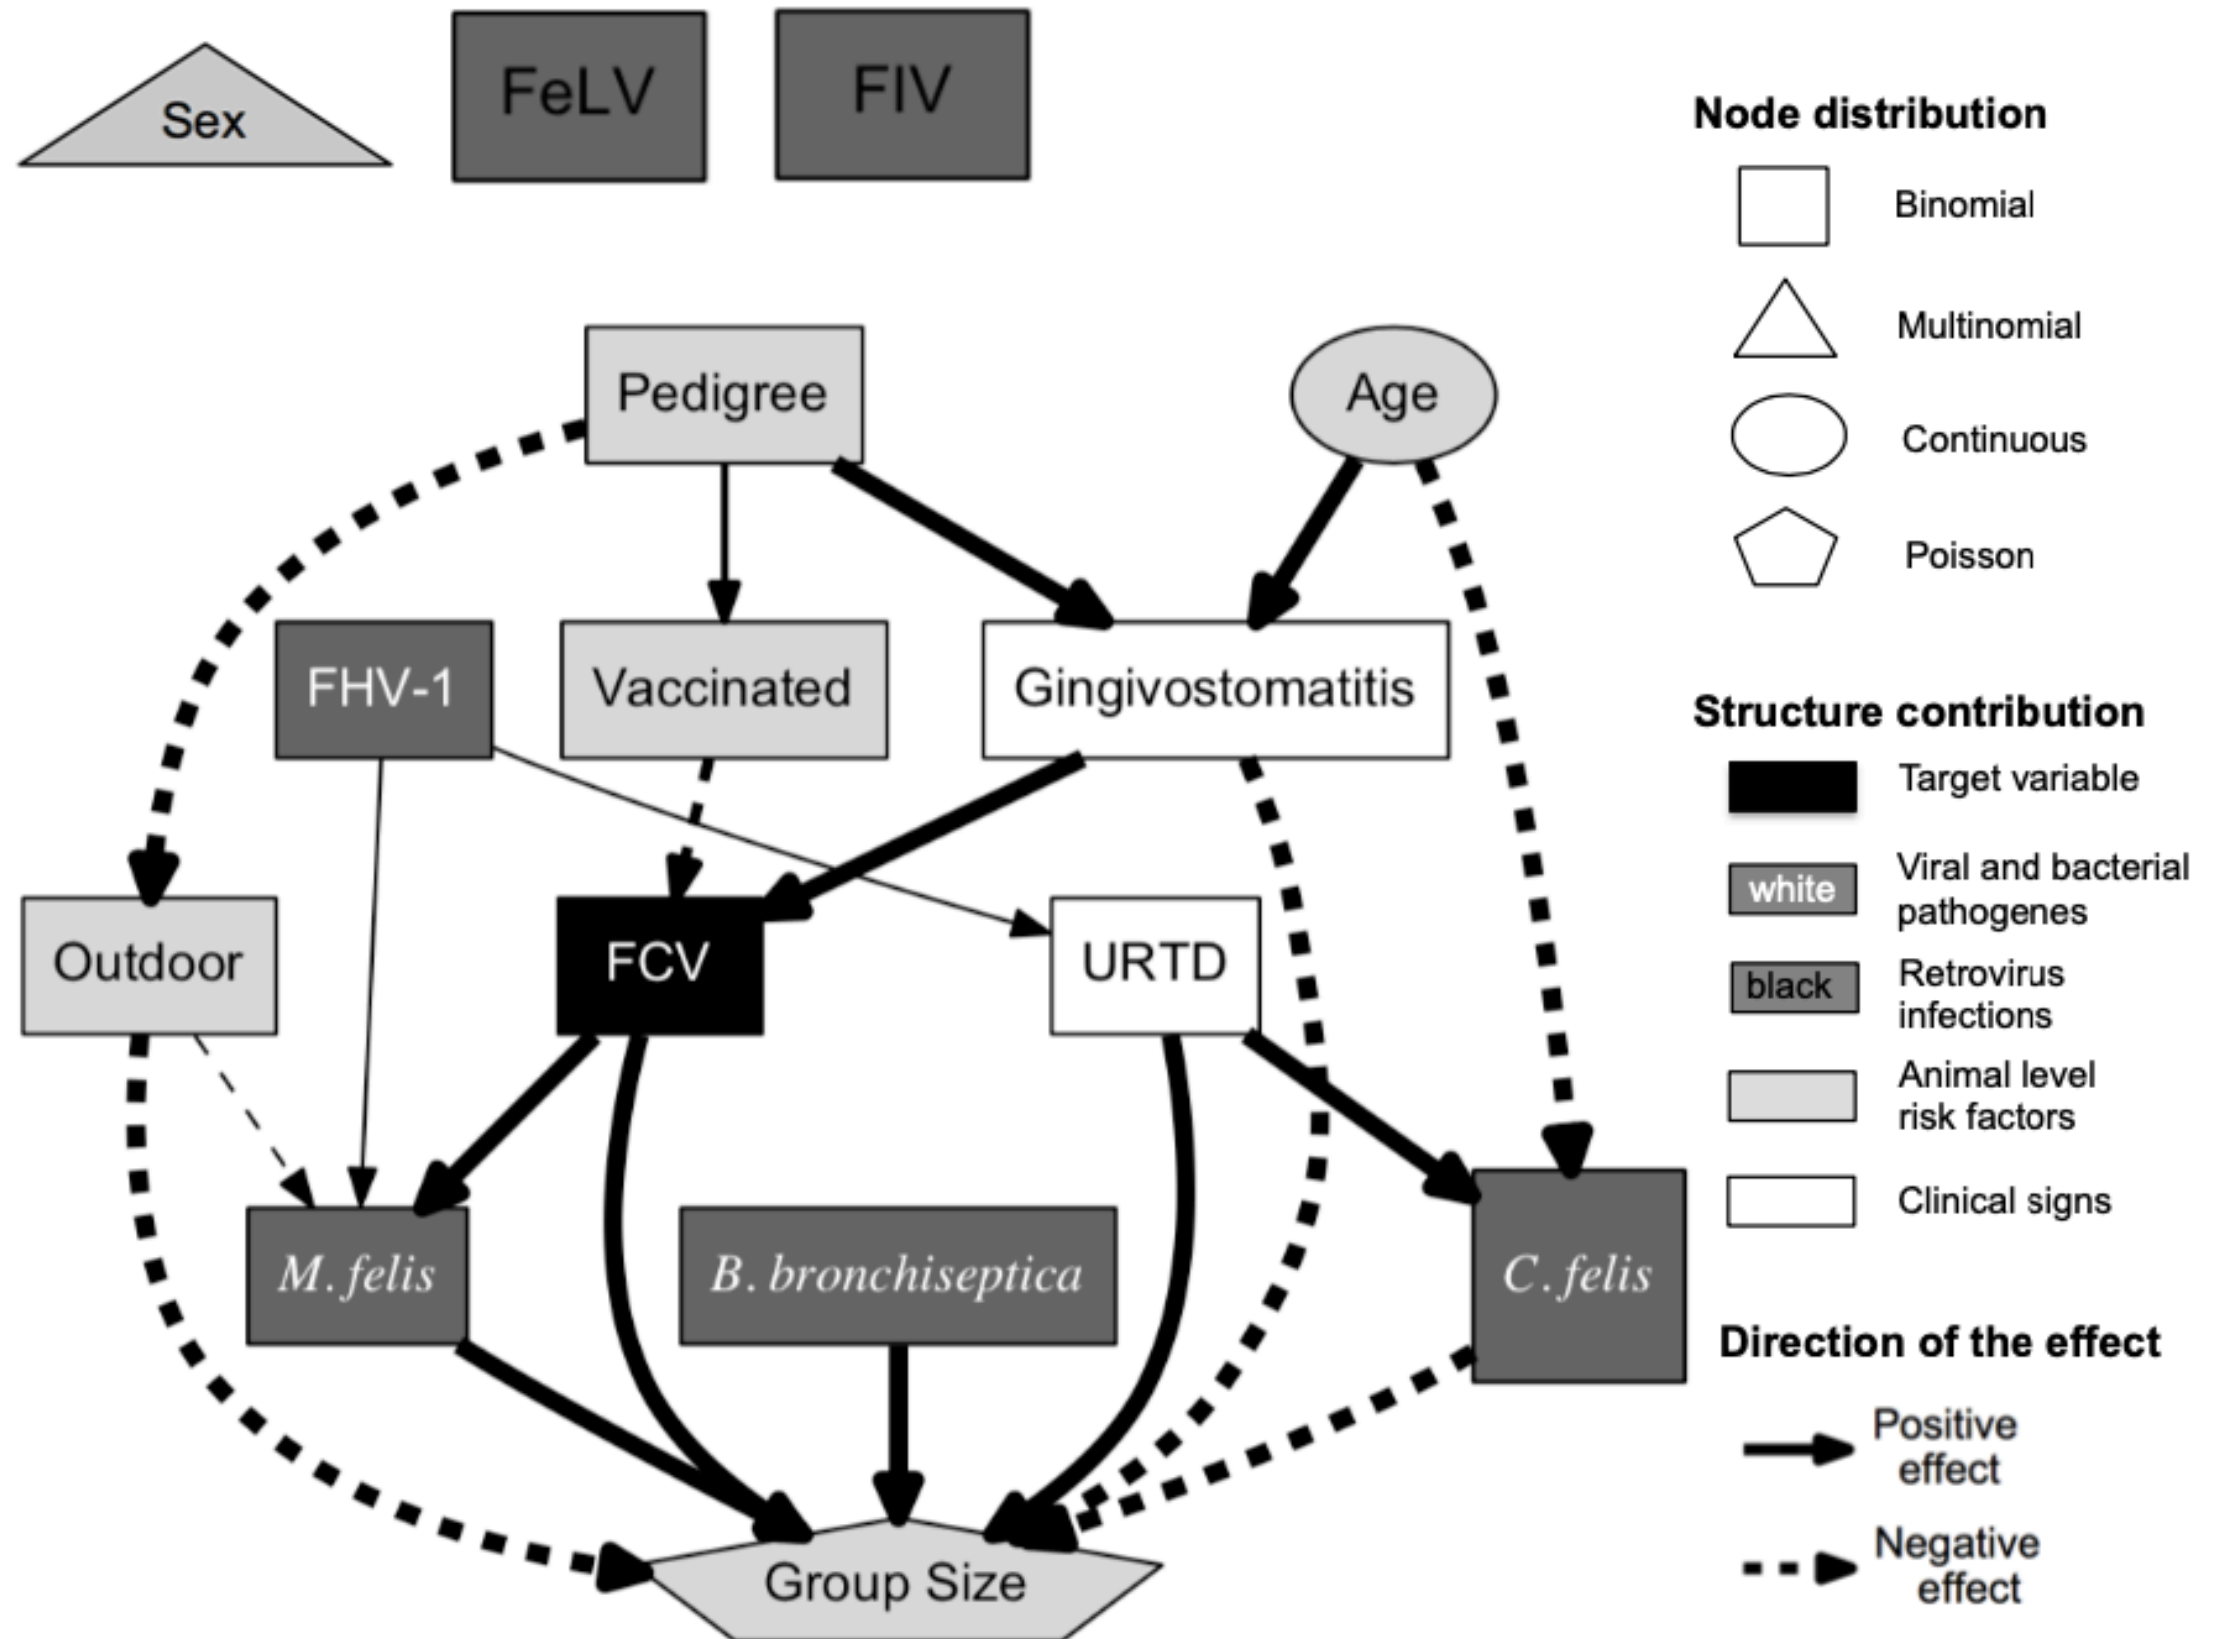 Sex
FeLV
FIV
Pedigree
Age
FHV-1
Vaccinated
Gingivostomatitis
Outdoor
FCV
URTD
M. felis
B. bronchiseptica
C. felis
Group Size
Node distribution
Binomial
Multinomial
Continuous
Poisson
Structure contribution
Target variable
white
Viral and bacterial
pathogenes
black
Retrovirus
infections
Animal level
risk factors
Clinical signs
Direction of the effect
Positive
effect
Negative
effect